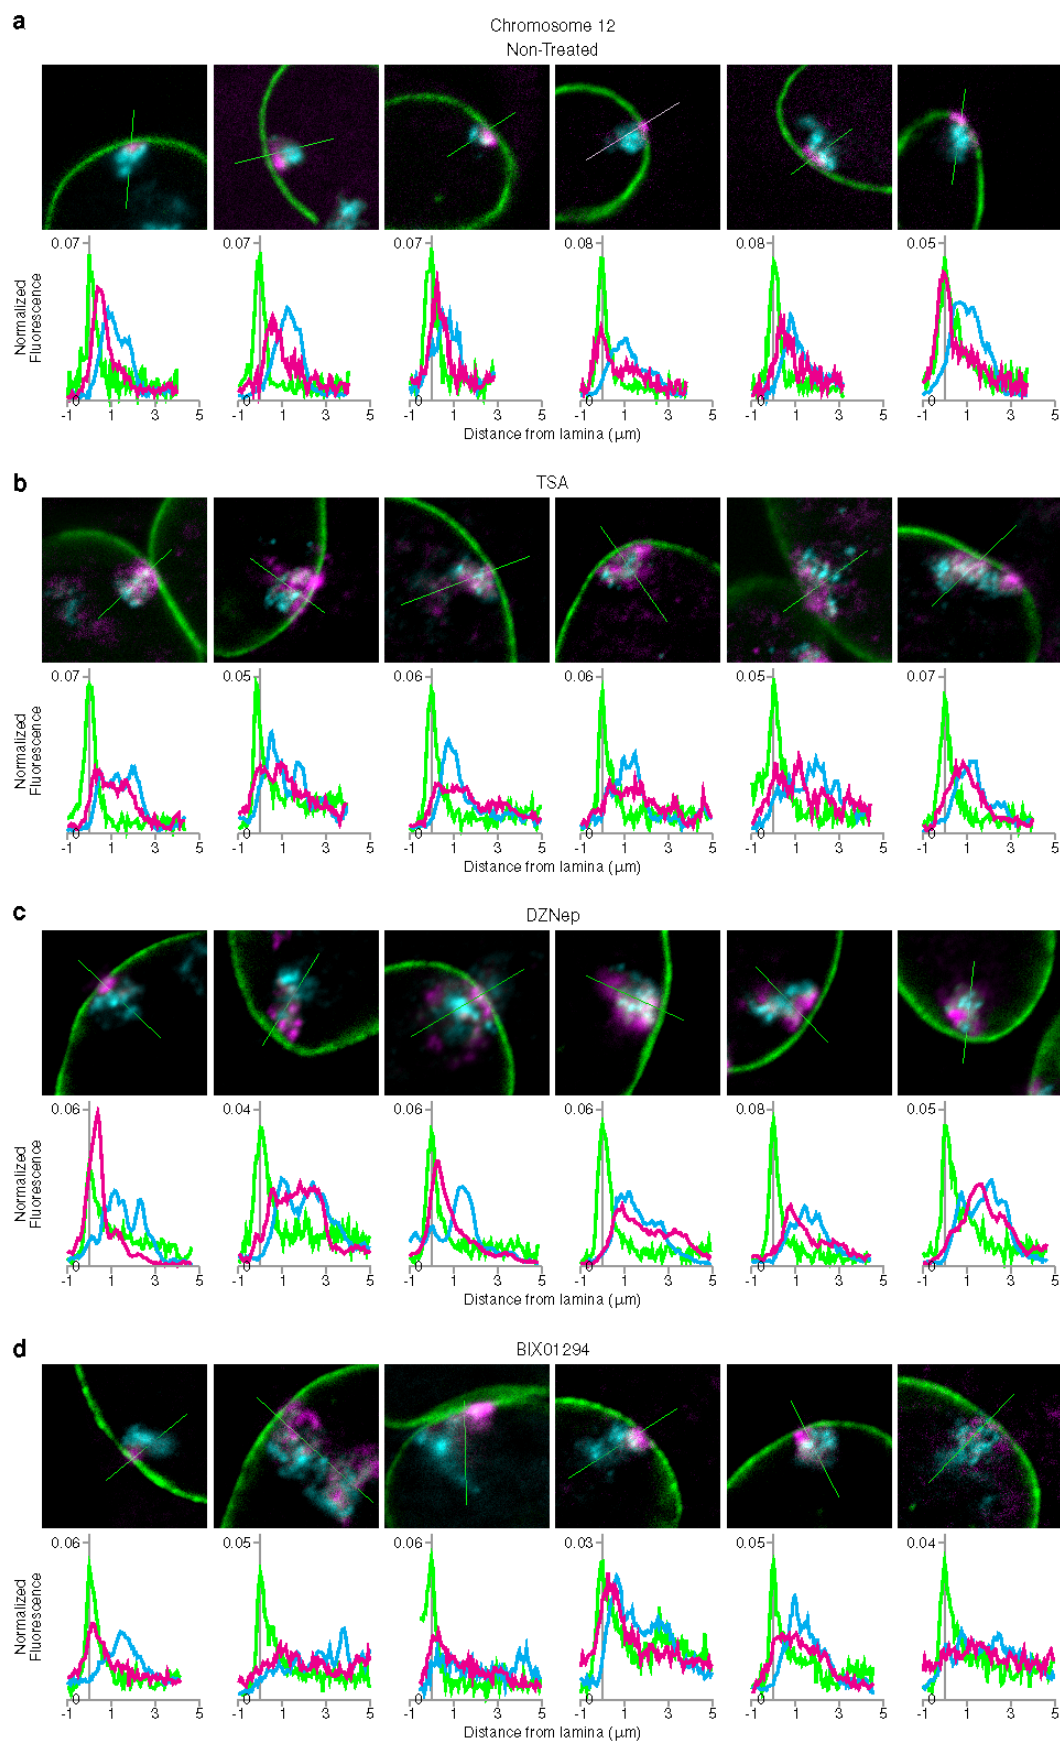 a
Chromosome 12
Non-Treated
0.07 0.07 0.07 0.08 0.08 0.05
Normalized
Fluorescence
0 0 0 0 0 0
-1 1 3 5 -1 1 3 5 -1 1 3 5 -1 1 3 5 -1 1 3 5 -1 1 3 5
Distance from lamina (μm)
b
TSA
0.07 0.05 0.06 0.06 0.05 0.07
Normalized
Fluorescence
0 0 0 0 0 0
-1 1 3 5 -1 1 3 5 -1 1 3 5 -1 1 3 5 -1 1 3 5 -1 1 3 5
Distance from lamina (μm)
c
DZNep
0.06 0.04 0.06 0.06 0.08 0.05
Normalized
Fluorescence
0 0 0 0 0 0
-1 1 3 5 -1 1 3 5 -1 1 3 5 -1 1 3 5 -1 1 3 5 -1 1 3 5
Distance from lamina (μm)
d
BIX01294
0.06 0.05 0.06 0.03 0.05 0.04
Normalized
Fluorescence
0 0 0 0 0 0
-1 1 3 5 -1 1 3 5 -1 1 3 5 -1 1 3 5 -1 1 3 5 -1 1 3 5
Distance from lamina (μm)